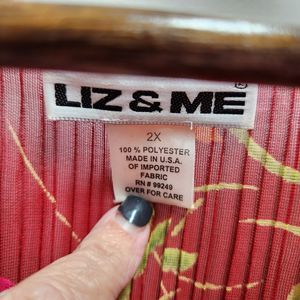 LIZ & ME®
2X
100 % POLYESTER
MADE IN U.S.A.
OF IMPORTED
FABRIC
RN # 99249
OVER FOR CARE